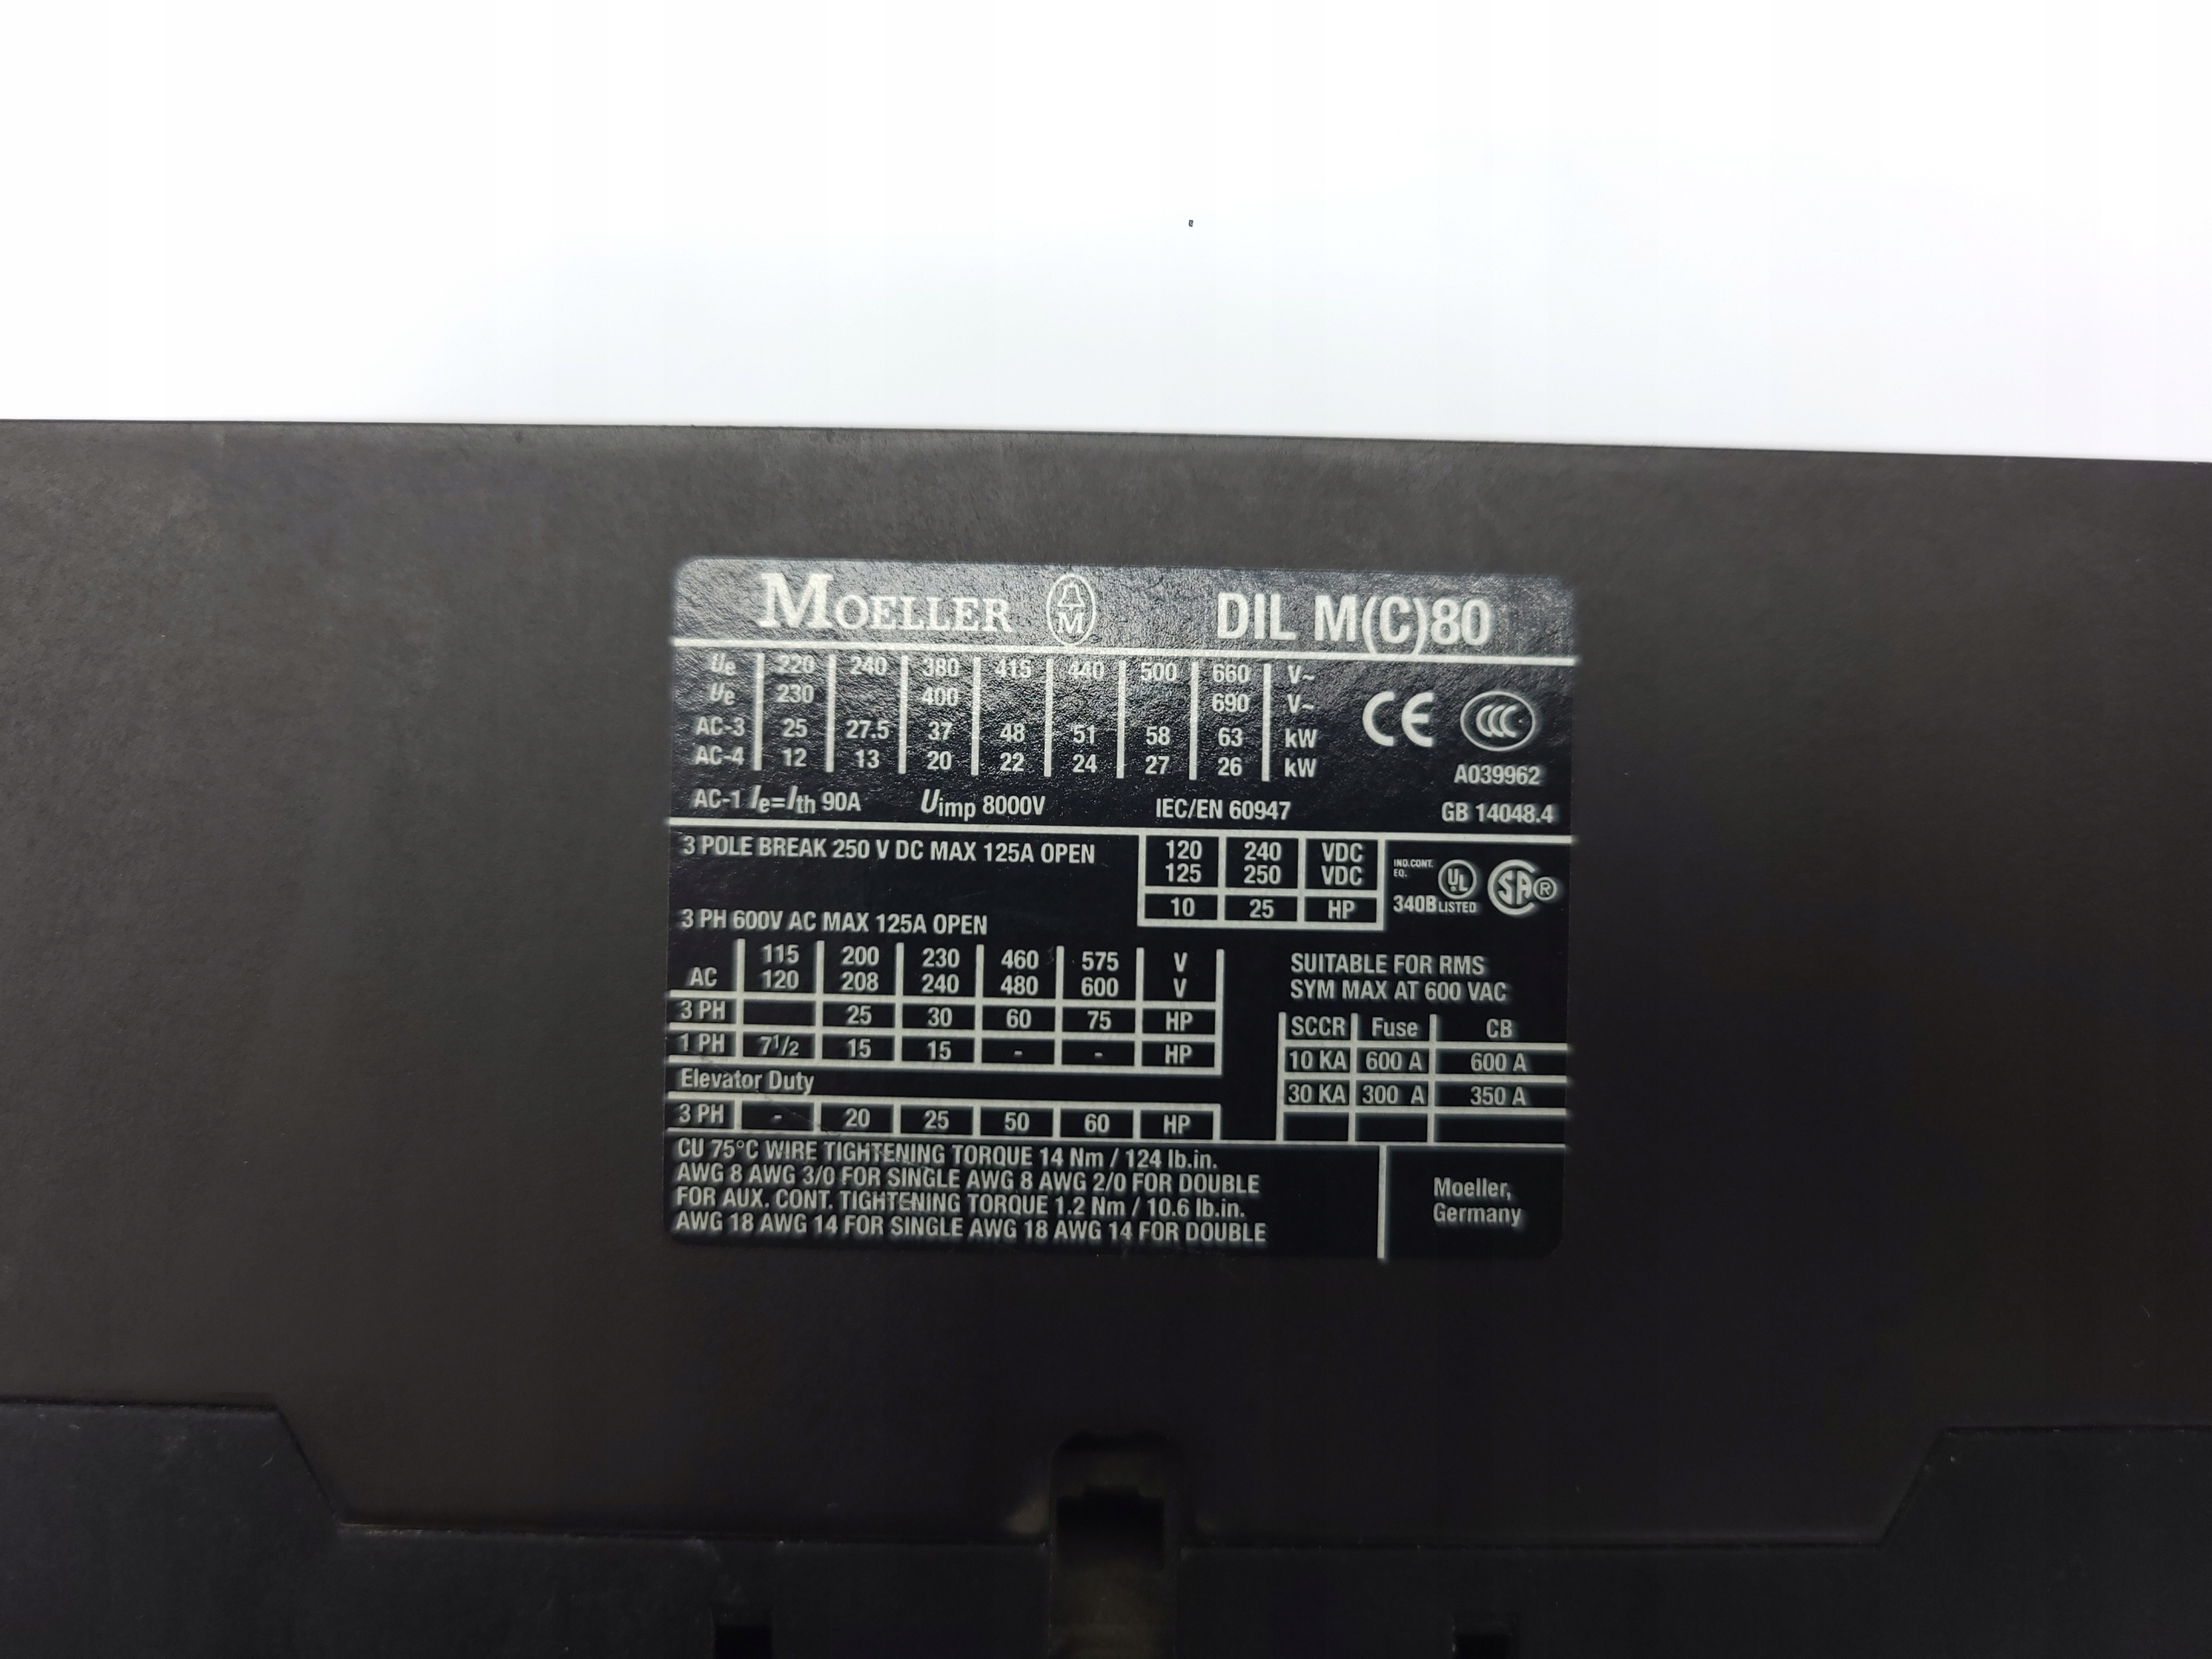 MOELLER DIL M(C)80
Ue 220 240 380 415 440 500 660 V~
Ue 230 - 400 690 V~
AC-3 25 27.5 37 48 51 58 63 kW
AC-4 12 13 20 22 24 27 26 kW
CE CCC
A039962
AC-1 Ie=Ith 90A Uimp 8000V IEC/EN 60947 GB 14048.4
3 POLE BREAK 250 V DC MAX 125A OPEN
120 240 VDC
125 250 VDC
10 25 HP
IND.CONT.
EQ.
340B UL LISTED SA®
3 PH 600V AC MAX 125A OPEN
115 200 230 460 575 V
AC 120 208 240 480 600 V
3 PH 25 30 60 75 HP
1 PH 7 1/2 15 15 - - HP
Elevator Duty
3 PH - 20 25 50 60 HP
SUITABLE FOR RMS
SYM MAX AT 600 VAC
SCCR Fuse CB
10 KA 600 A 600 A
30 KA 300 A 350 A
CU 75°C WIRE TIGHTENING TORQUE 14 Nm / 124 lb.in.
AWG 8 AWG 3/0 FOR SINGLE AWG 8 AWG 2/0 FOR DOUBLE
FOR AUX. CONT. TIGHTENING TORQUE 1.2 Nm / 10.6 lb.in.
AWG 18 AWG 14 FOR SINGLE AWG 18 AWG 14 FOR DOUBLE
Moeller,
Germany